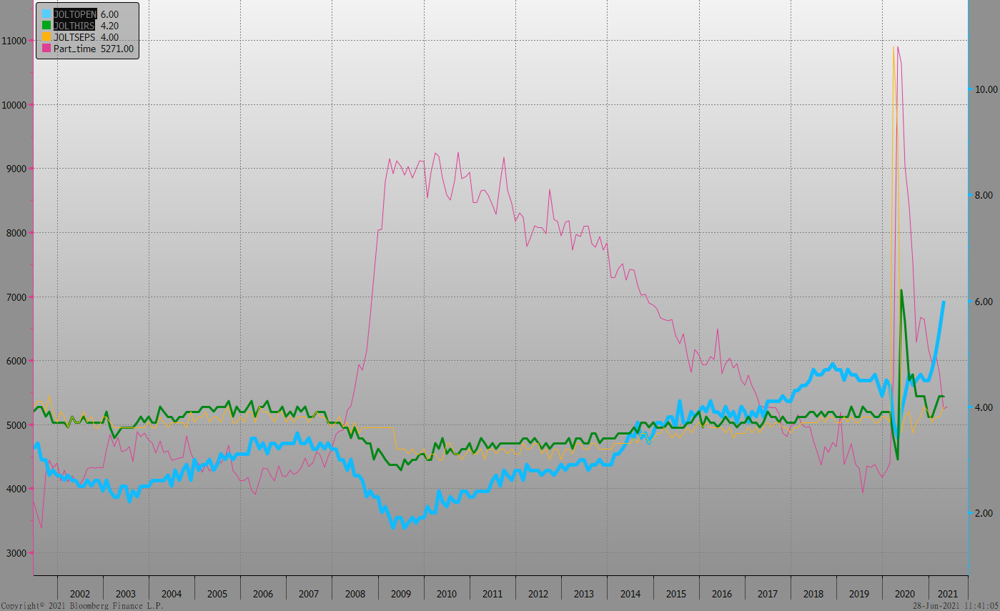 JOLTOPEN 6.00
JOLTHIRS 4.20
JOLTSEPS 4.00
Part_time 5271.00
11000
10000
9000
8000
7000
6000
5000
4000
3000
10.00
8.00
6.00
4.00
2.00
2002 2003 2004 2005 2006 2007 2008 2009 2010 2011 2012 2013 2014 2015 2016 2017 2018 2019 2020 2021
Copyright© 2021 Bloomberg Finance L.P.
28-Jun-2021 11:41:05